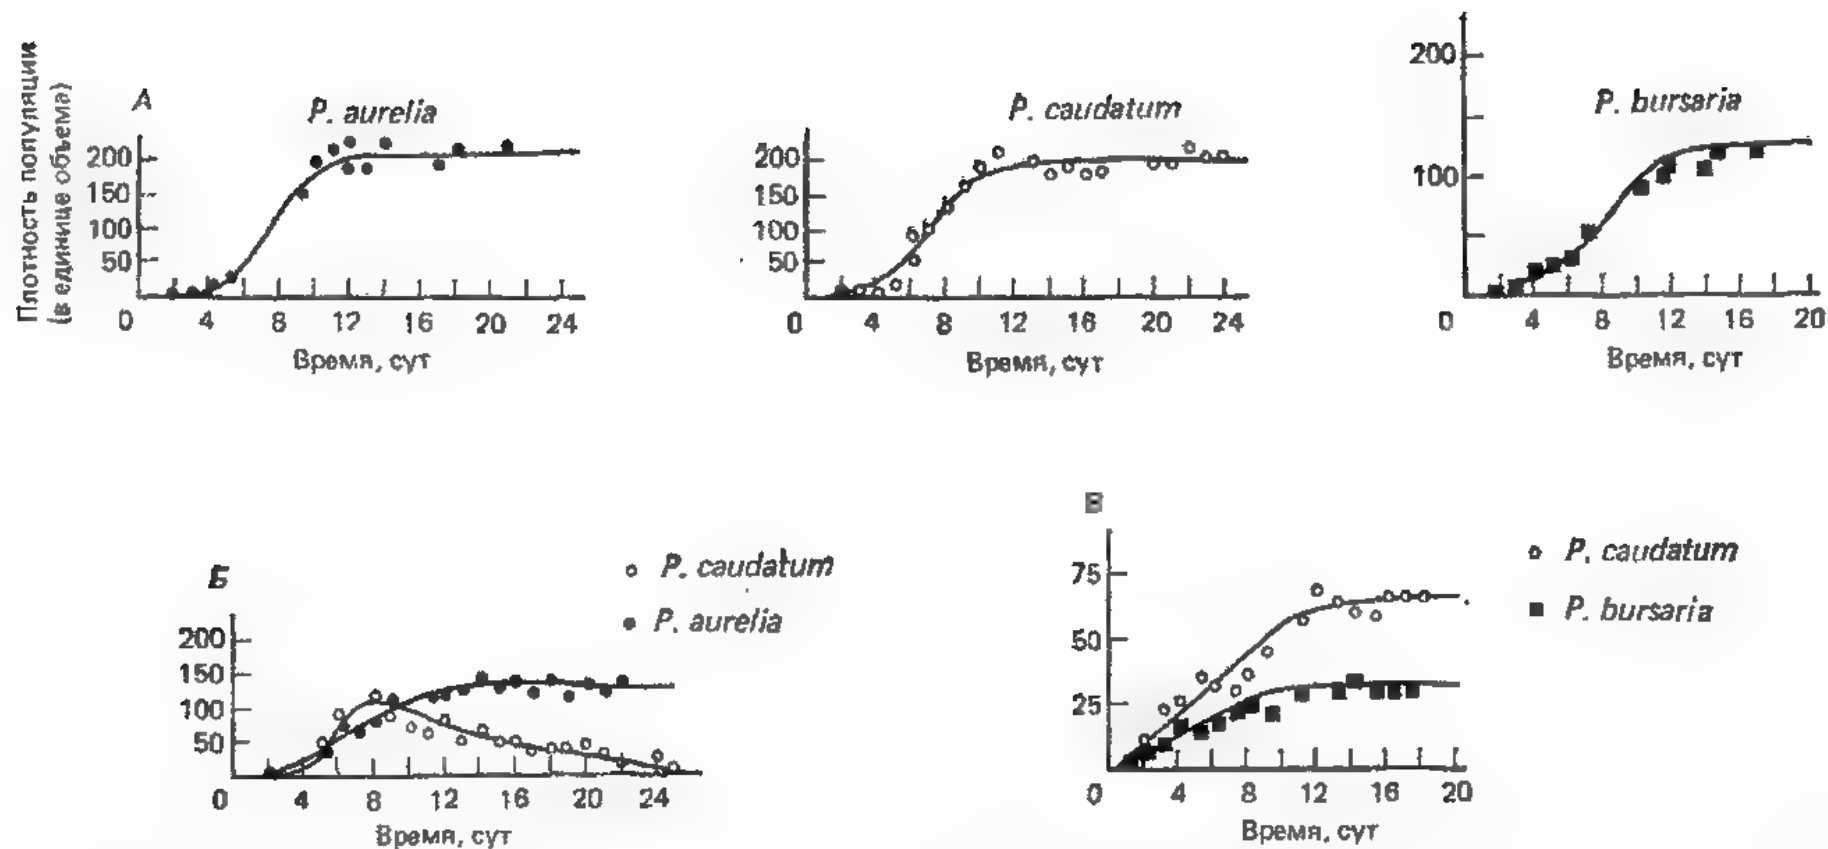 Плотность популяции
(в единице объема)
А
P. aurelia
200
150
100
50
0 4 8 12 16 20 24
Время, сут
P. caudatum
200
150
100
50
0 4 8 12 16 20 24
Время, сут
P. bursaria
200
100
0 4 8 12 16 20
Время, сут
Б
P. caudatum
P. aurelia
200
150
100
50
0 4 8 12 16 20 24
Время, сут
В
P. caudatum
P. bursaria
75
50
25
0 4 8 12 16 20
Время, сут